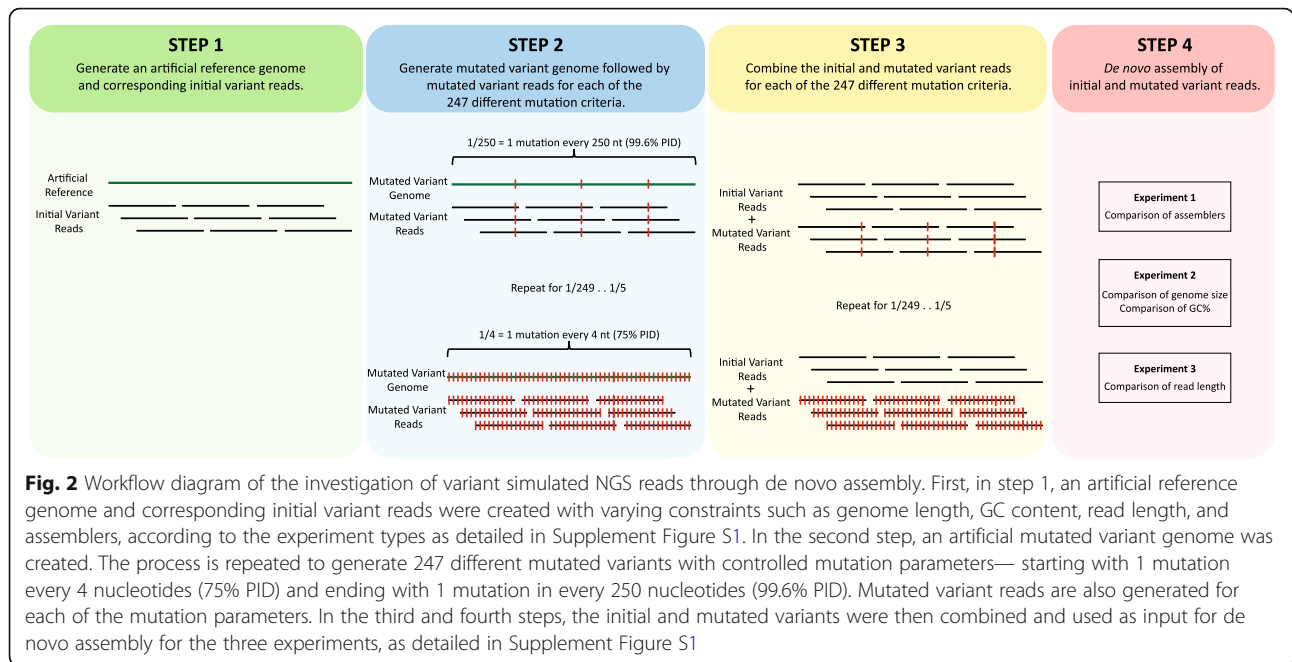 STEP 1
Generate an artificial reference genome
and corresponding initial variant reads.
Artificial
Reference
Initial Variant
Reads
STEP 2
Generate mutated variant genome followed by
mutated variant reads for each of the
247 different mutation criteria.
1/250 = 1 mutation every 250 nt (99.6% PID)
Mutated Variant
Genome
Mutated Variant
Reads
Repeat for 1/249 . . 1/5
1/4 = 1 mutation every 4 nt (75% PID)
Mutated Variant
Genome
Mutated Variant
Reads
STEP 3
Combine the initial and mutated variant reads
for each of the 247 different mutation criteria.
Initial Variant
Reads
+
Mutated Variant
Reads
Repeat for 1/249 . . 1/5
Initial Variant
Reads
+
Mutated Variant
Reads
STEP 4
De novo assembly of
initial and mutated variant reads.
Experiment 1
Comparison of assemblers
Experiment 2
Comparison of genome size
Comparison of GC%
Experiment 3
Comparison of read length
Fig. 2 Workflow diagram of the investigation of variant simulated NGS reads through de novo assembly. First, in step 1, an artificial reference
genome and corresponding initial variant reads were created with varying constraints such as genome length, GC content, read length, and
assemblers, according to the experiment types as detailed in Supplement Figure S1. In the second step, an artificial mutated variant genome was
created. The process is repeated to generate 247 different mutated variants with controlled mutation parameters— starting with 1 mutation
every 4 nucleotides (75% PID) and ending with 1 mutation in every 250 nucleotides (99.6% PID). Mutated variant reads are also generated for
each of the mutation parameters. In the third and fourth steps, the initial and mutated variants were then combined and used as input for de
novo assembly for the three experiments, as detailed in Supplement Figure S1